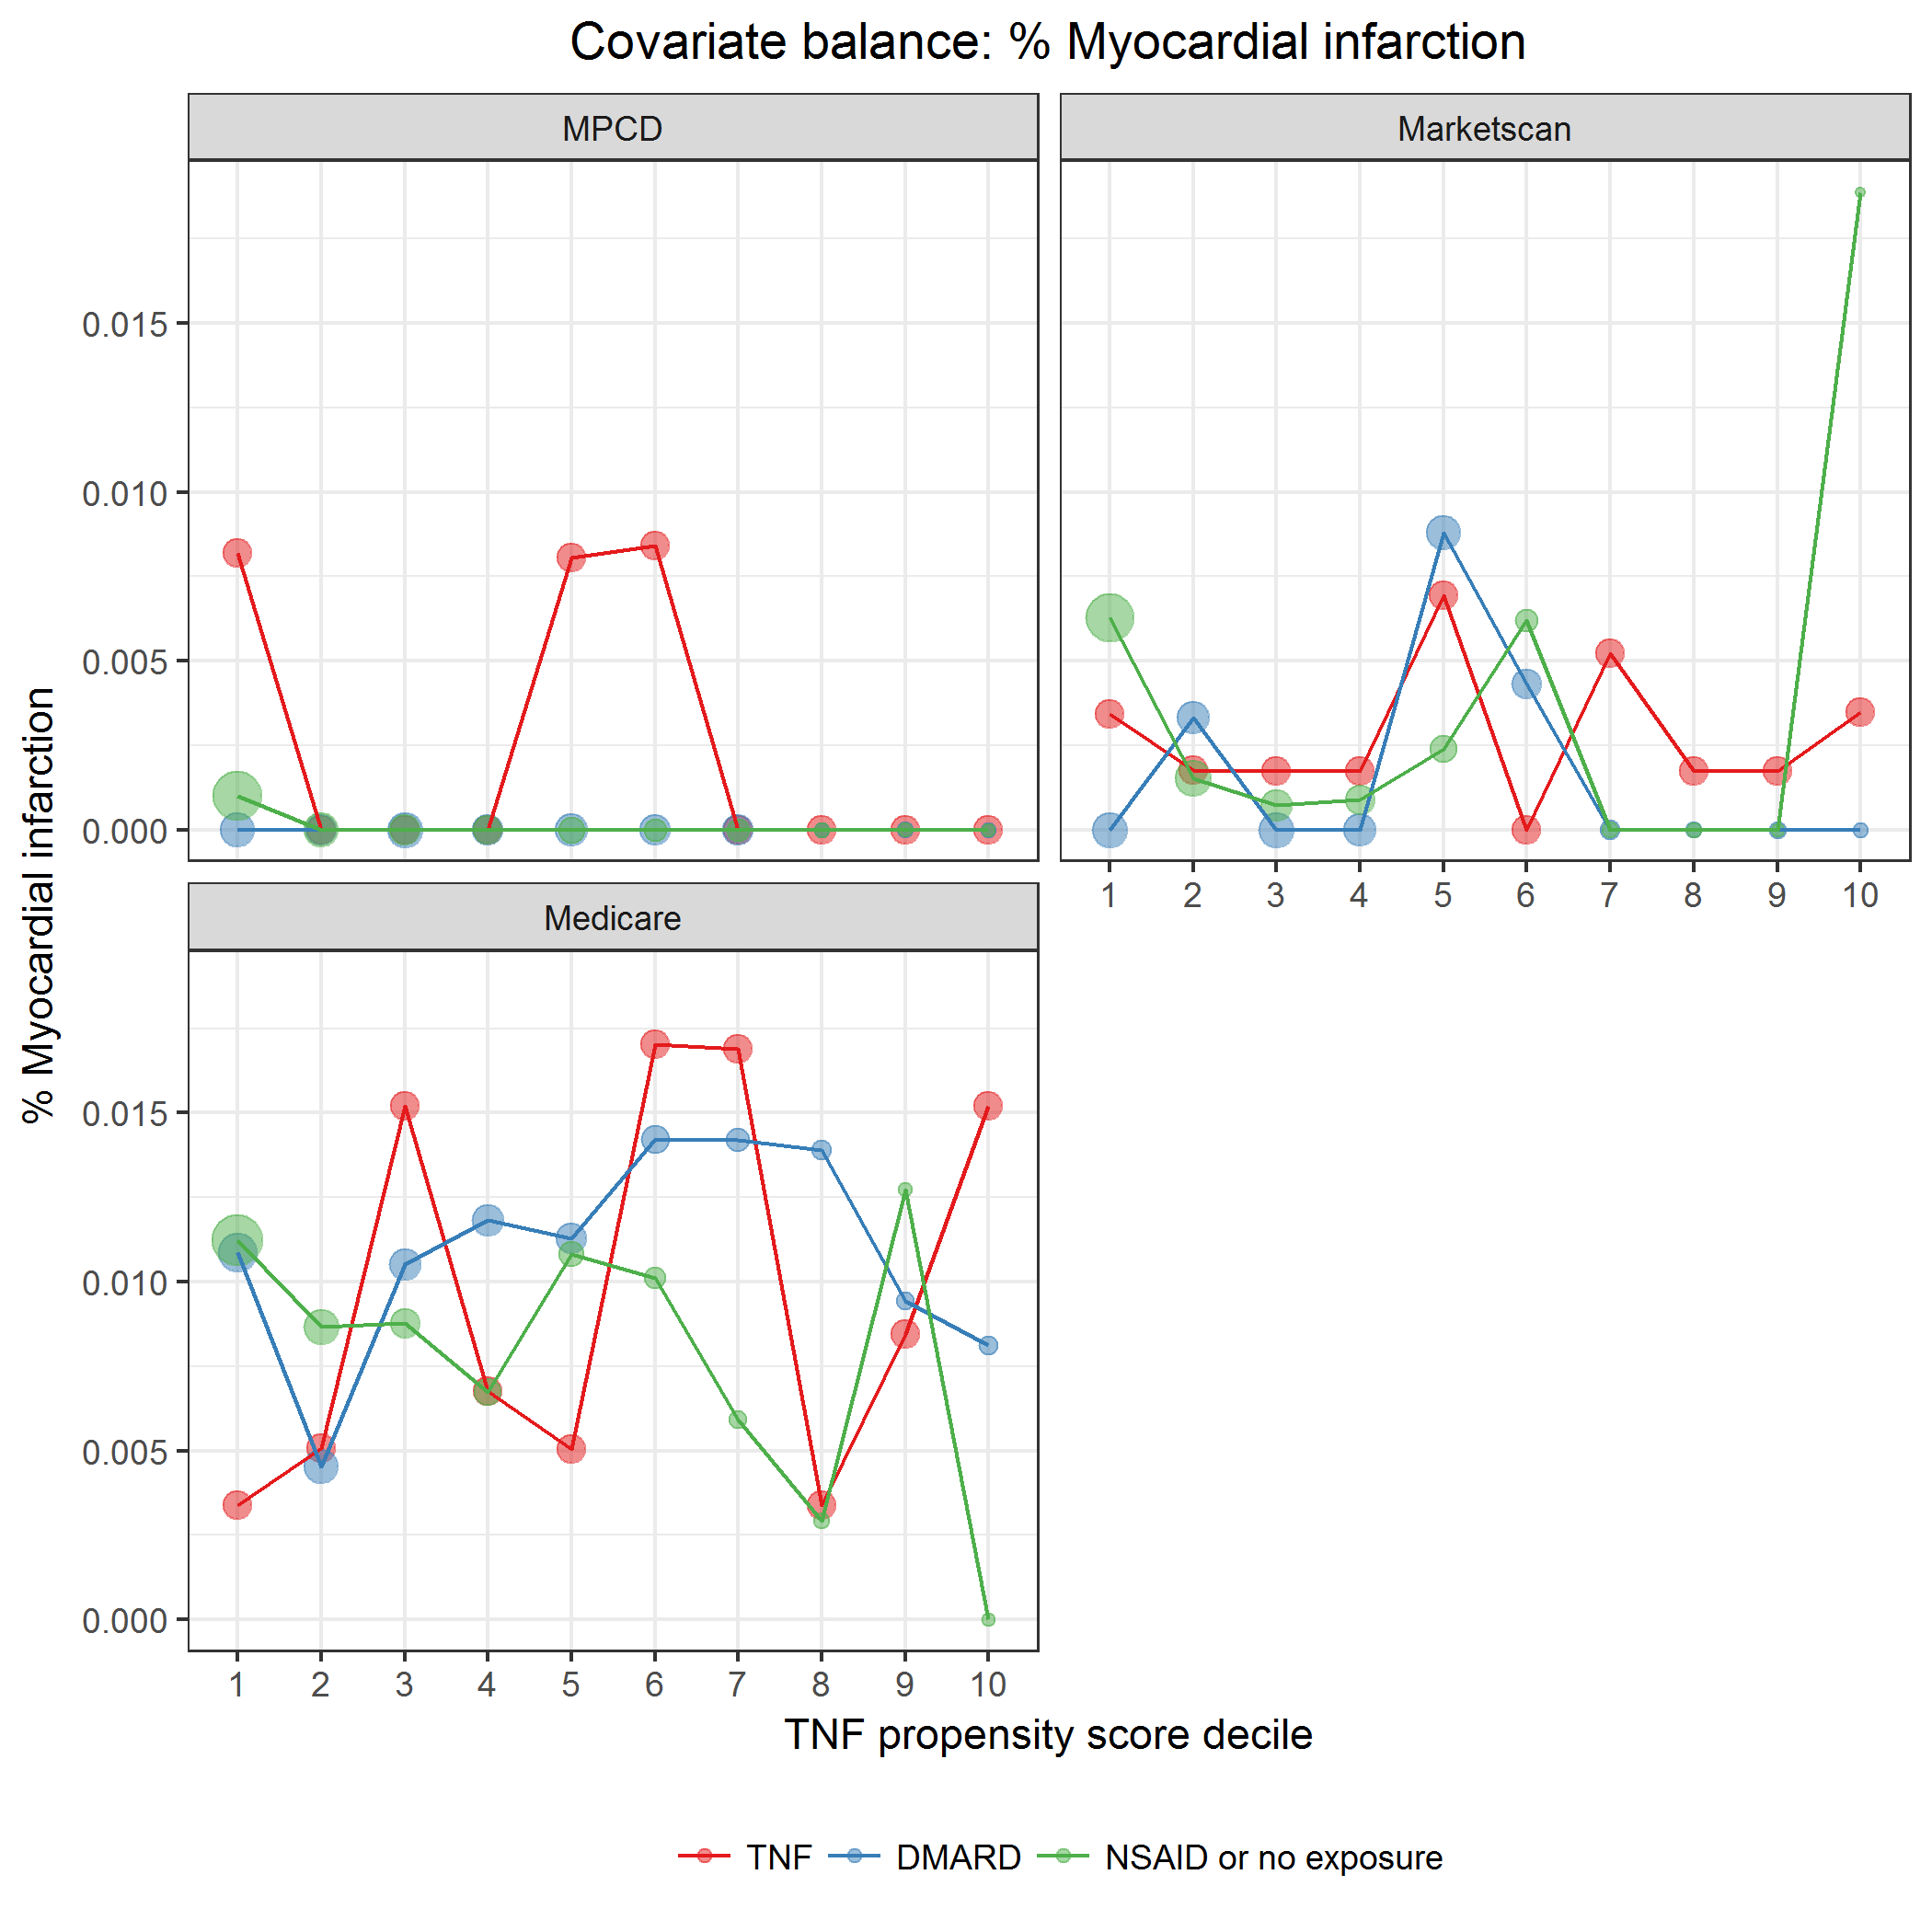 Covariate balance: % Myocardial infarction
MPCD
Marketscan
0.015
0.010
0.005
0.000
1 2 3 4 5 6 7 8 9 10
% Myocardial infarction
Medicare
0.015
0.010
0.005
0.000
1 2 3 4 5 6 7 8 9 10
TNF propensity score decile
TNF DMARD NSAID or no exposure